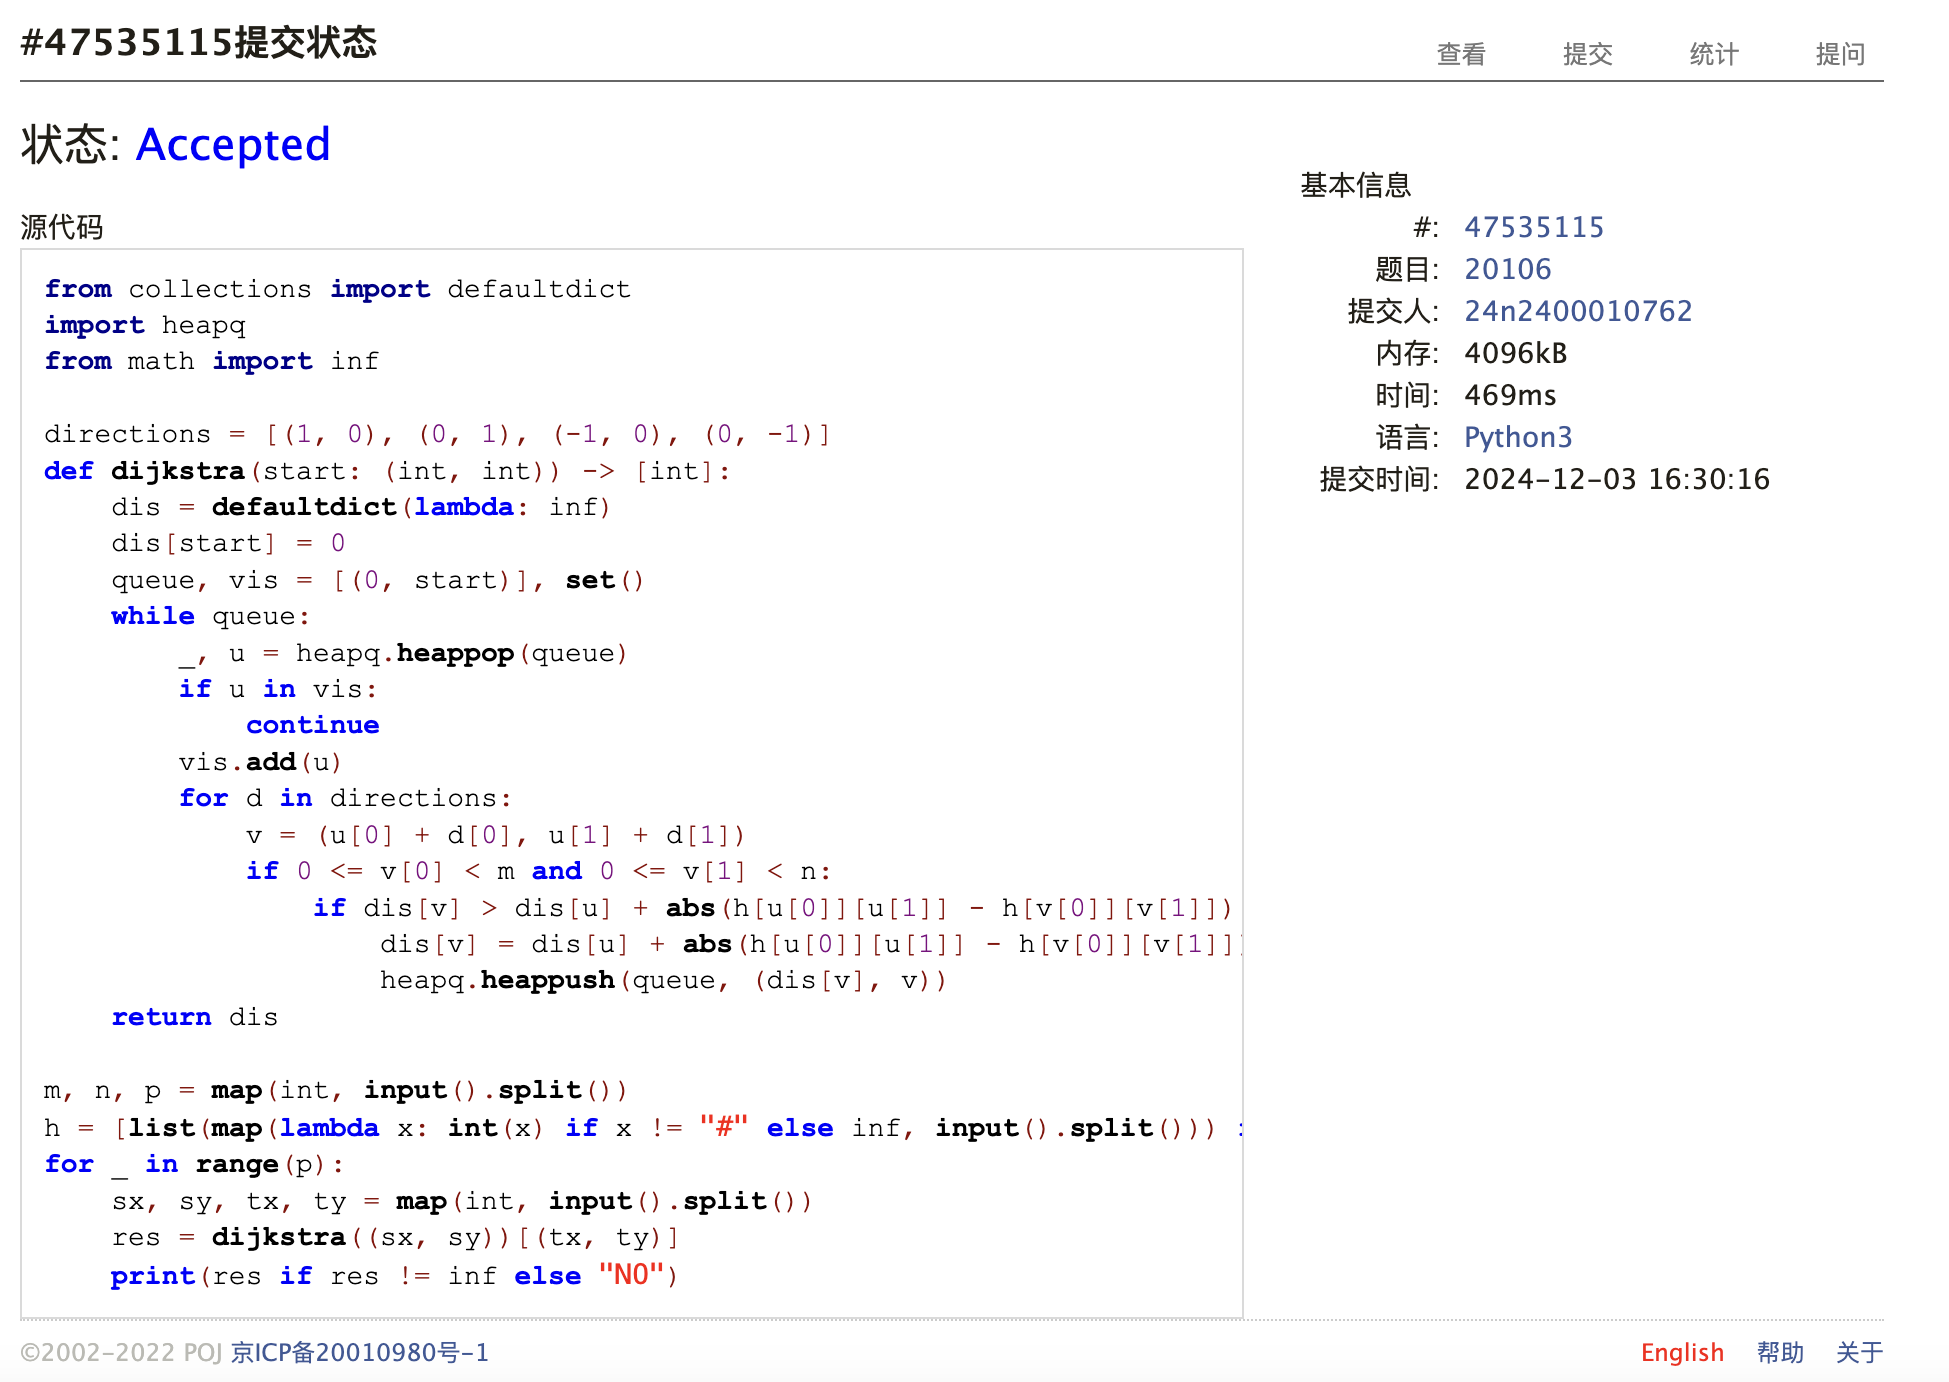 #47535115提交状态
查看 提交 统计 提问
状态: Accepted
源代码
from collections import defaultdict
import heapq
from math import inf

directions = [(1, 0), (0, 1), (-1, 0), (0, -1)]
def dijkstra(start: (int, int)) -> [int]:
    dis = defaultdict(lambda: inf)
    dis[start] = 0
    queue, vis = [(0, start)], set()
    while queue:
        _, u = heapq.heappop(queue)
        if u in vis:
            continue
        vis.add(u)
        for d in directions:
            v = (u[0] + d[0], u[1] + d[1])
            if 0 <= v[0] < m and 0 <= v[1] < n:
                if dis[v] > dis[u] + abs(h[u[0]][u[1]] - h[v[0]][v[1]])
                    dis[v] = dis[u] + abs(h[u[0]][u[1]] - h[v[0]][v[1]]
                    heapq.heappush(queue, (dis[v], v))
    return dis

m, n, p = map(int, input().split())
h = [list(map(lambda x: int(x) if x != "#" else inf, input().split()))
for _ in range(p):
    sx, sy, tx, ty = map(int, input().split())
    res = dijkstra((sx, sy))[(tx, ty)]
    print(res if res != inf else "NO")
基本信息
#: 47535115
题目: 20106
提交人: 24n2400010762
内存: 4096kB
时间: 469ms
语言: Python3
提交时间: 2024-12-03 16:30:16
©2002-2022 POJ 京ICP备20010980号-1
English 帮助 关于